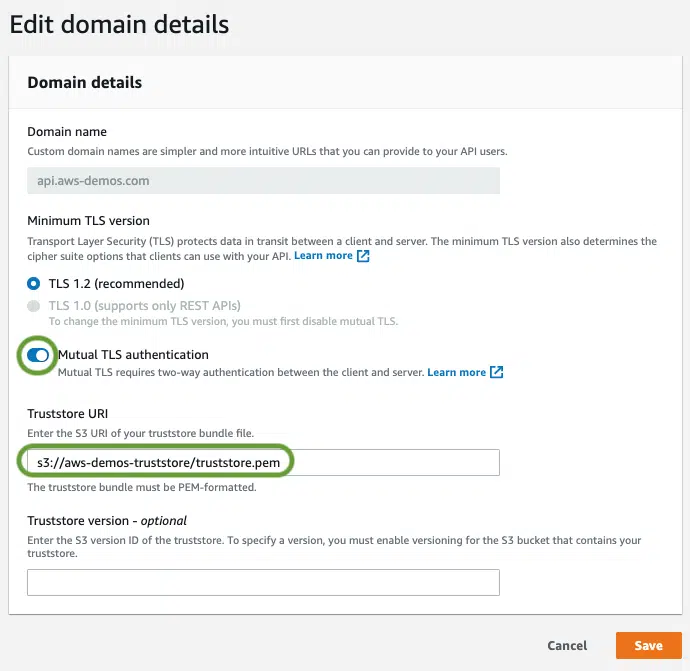 Edit domain details
Domain details
Domain name
Custom domain names are simpler and more intuitive URLs that you can provide to your API users.
api.aws-demos.com
Minimum TLS version
Transport Layer Security (TLS) protects data in transit between a client and server. The minimum TLS version also determines the
cipher suite options that clients can use with your API. Learn more
TLS 1.2 (recommended)
TLS 1.0 (supports only REST APIs)
To change the minimum TLS version, you must first disable mutual TLS.
Mutual TLS authentication
Mutual TLS requires two-way authentication between the client and server. Learn more
Truststore URI
Enter the S3 URI of your truststore bundle file.
s3://aws-demos-truststore/truststore.pem
The truststore bundle must be PEM-formatted.
Truststore version - optional
Enter the S3 version ID of the truststore. To specify a version, you must enable versioning for the S3 bucket that contains your
truststore.
Cancel Save